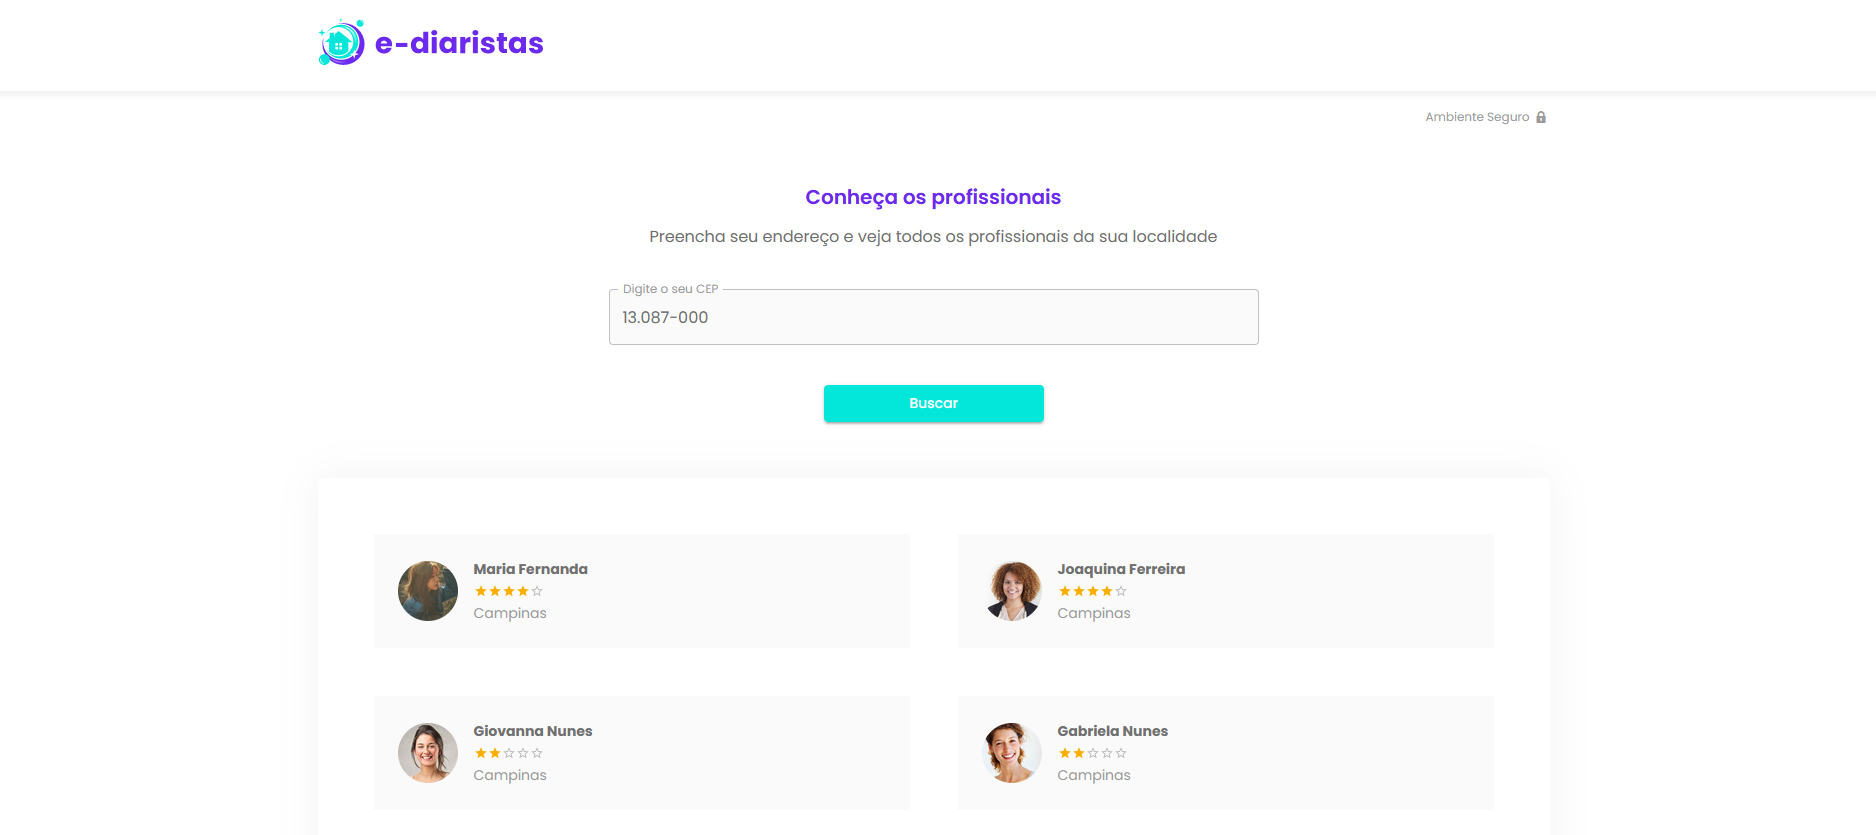 e-diaristas
Ambiente Seguro
Conheça os profissionais
Preencha seu endereço e veja todos os profissionais da sua localidade
Digite o seu CEP
13.087-000
Buscar
Maria Fernanda
Campinas
Joaquina Ferreira
Campinas
Giovanna Nunes
Campinas
Gabriela Nunes
Campinas